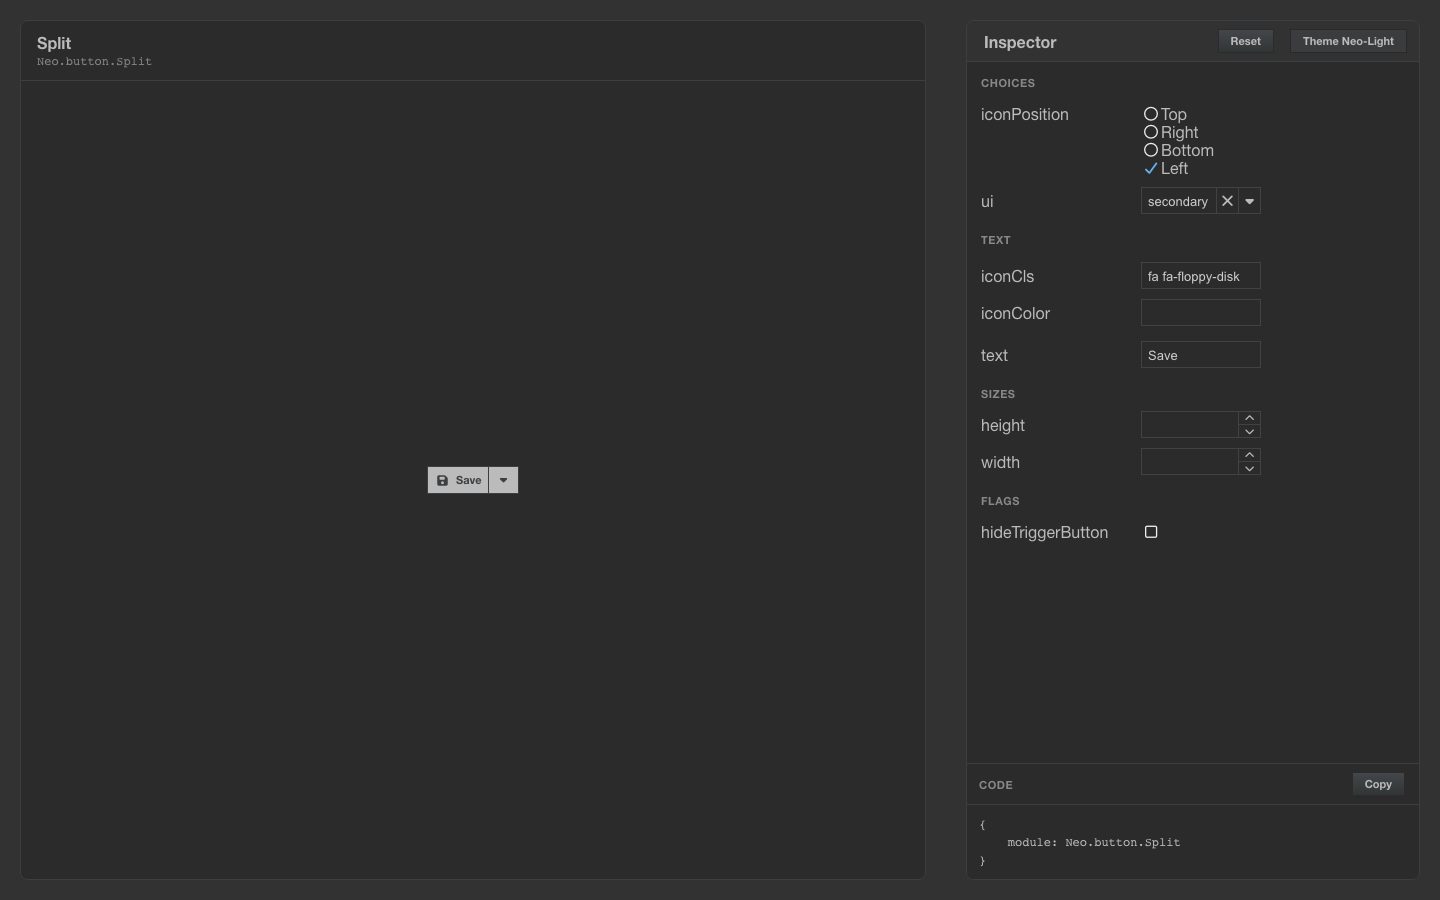 Split
Neo.button.Split
Save
Inspector
Reset
Theme Neo-Light
CHOICES
iconPosition
Top
Right
Bottom
Left
ui
secondary
TEXT
iconCls
fa fa-floppy-disk
iconColor
text
Save
SIZES
height
width
FLAGS
hideTriggerButton
CODE
Copy
{
module: Neo.button.Split
}